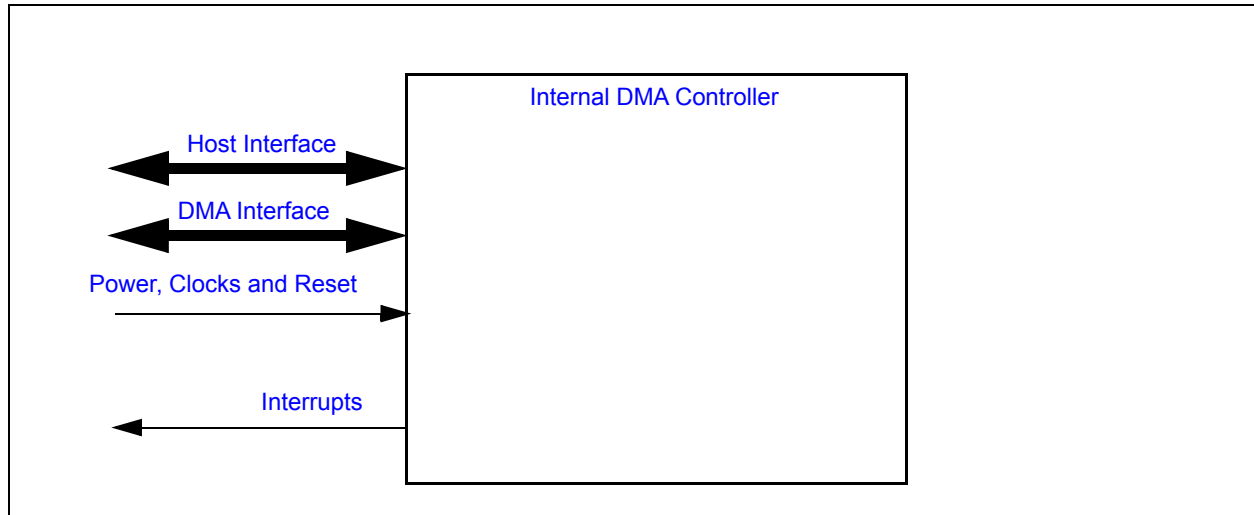 Internal DMA Controller
Host Interface
DMA Interface
Power, Clocks and Reset
Interrupts